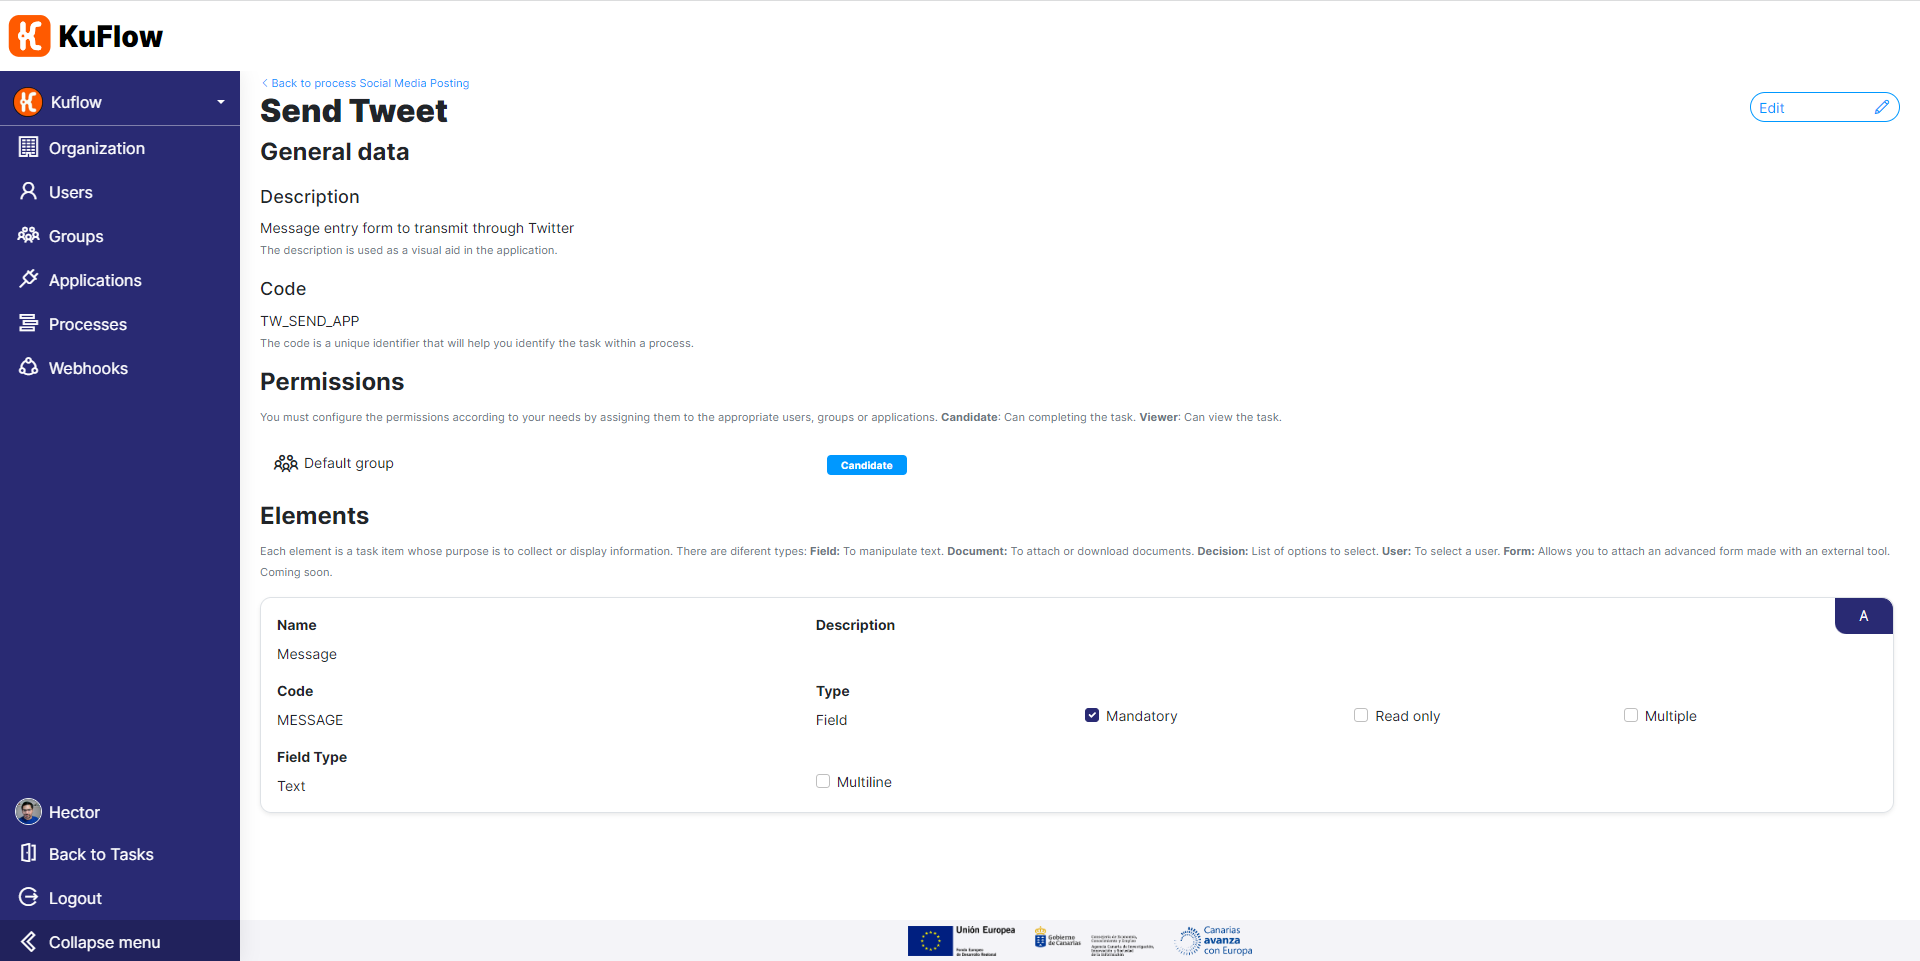 KuFlow
Kuflow
Organization
Users
Groups
Applications
Processes
Webhooks
Hector
Back to Tasks
Logout
Collapse menu
Back to process Social Media Posting
Send Tweet
Edit
General data
Description
Message entry form to transmit through Twitter
The description is used as a visual aid in the application.
Code
TW_SEND_APP
The code is a unique identifier that will help you identify the task within a process.
Permissions
You must configure the permissions according to your needs by assigning them to the appropriate users, groups or applications. Candidate: Can completing the task. Viewer: Can view the task.
Default group
Candidate
Elements
Each element is a task item whose purpose is to collect or display information. There are diferent types: Field: To manipulate text. Document: To attach or download documents. Decision: List of options to select. User: To select a user. Form: Allows you to attach an advanced form made with an external tool.
Coming soon.
A
Name
Description
Message
Code
Type
MESSAGE
Field
Mandatory
Read only
Multiple
Field Type
Text
Multiline
Unión Europea
Fondo Europeo
de Desarrollo Regional
Gobierno
de Canarias
Canarias
avanza
con Europa